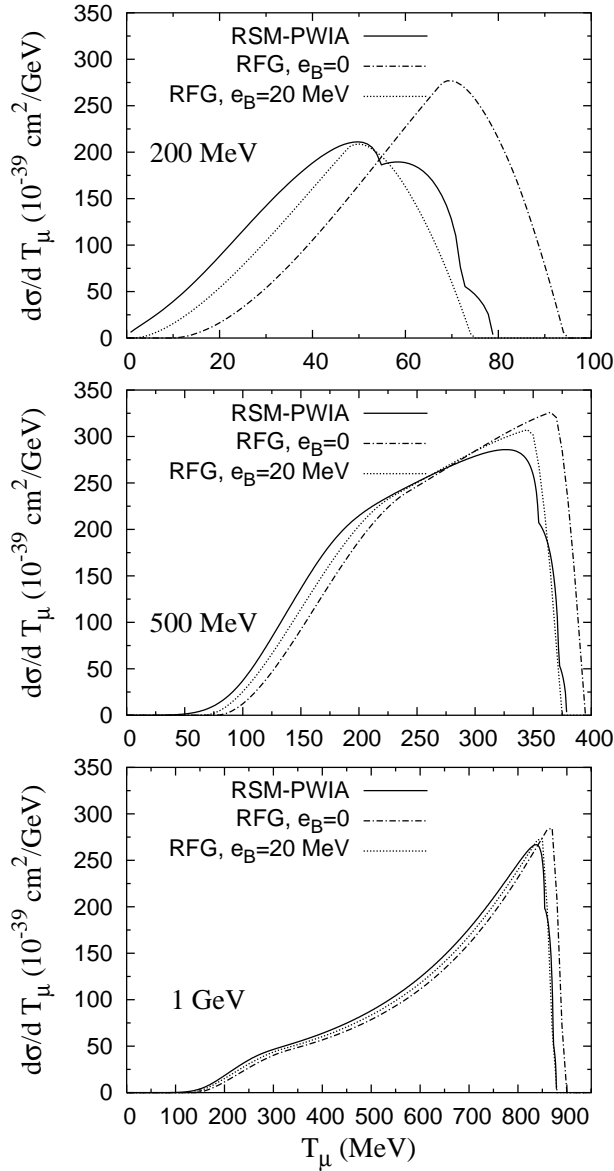 350
300
250
200
150
100
50
0
dσ/d T_μ (10^-39 cm^2/GeV)
RSM-PWIA
RFG, e_B=0
RFG, e_B=20 MeV
200 MeV
0 20 40 60 80 100
350
300
250
200
150
100
50
0
dσ/d T_μ (10^-39 cm^2/GeV)
RSM-PWIA
RFG, e_B=0
RFG, e_B=20 MeV
500 MeV
0 50 100 150 200 250 300 350 400
350
300
250
200
150
100
50
0
dσ/d T_μ (10^-39 cm^2/GeV)
RSM-PWIA
RFG, e_B=0
RFG, e_B=20 MeV
1 GeV
0 100 200 300 400 500 600 700 800 900
T_μ (MeV)